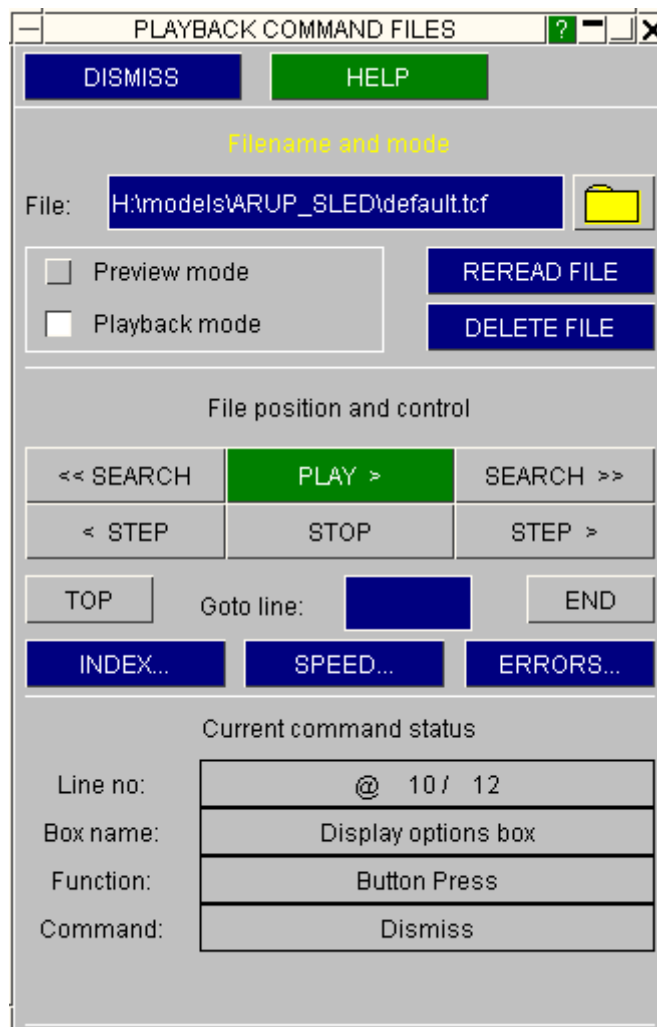 PLAYBACK COMMAND FILES ?
DISMISS HELP
Filename and mode
File: H:\models\ARUP_SLED\default.tcf
Preview mode REREAD FILE
Playback mode DELETE FILE
File position and control
<< SEARCH PLAY > SEARCH >>
< STEP STOP STEP >
TOP Goto line: END
INDEX... SPEED... ERRORS...
Current command status
Line no: @ 10 / 12
Box name: Display options box
Function: Button Press
Command: Dismiss